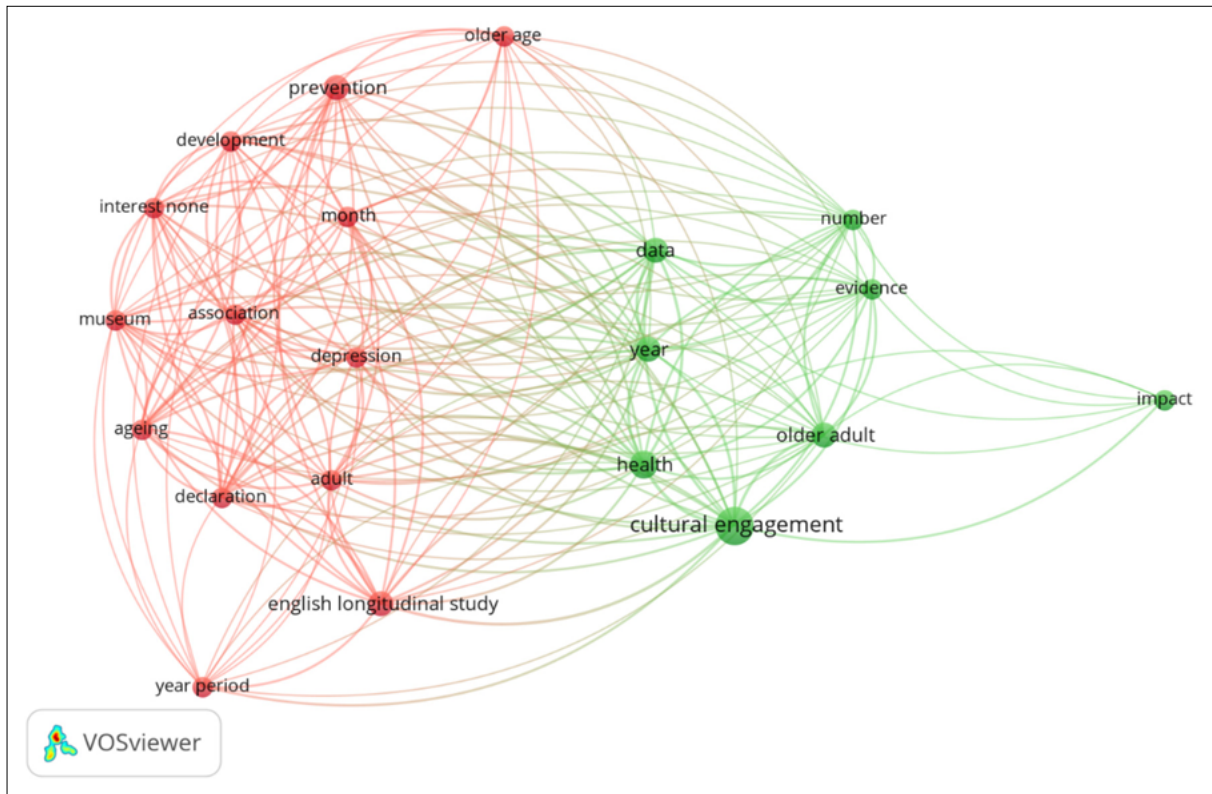 older age
prevention
development
interest none
month
number
data
evidence
museum
association
depression
year
impact
ageing
older adult
health
adult
declaration
cultural engagement
english longitudinal study
year period
VOSviewer